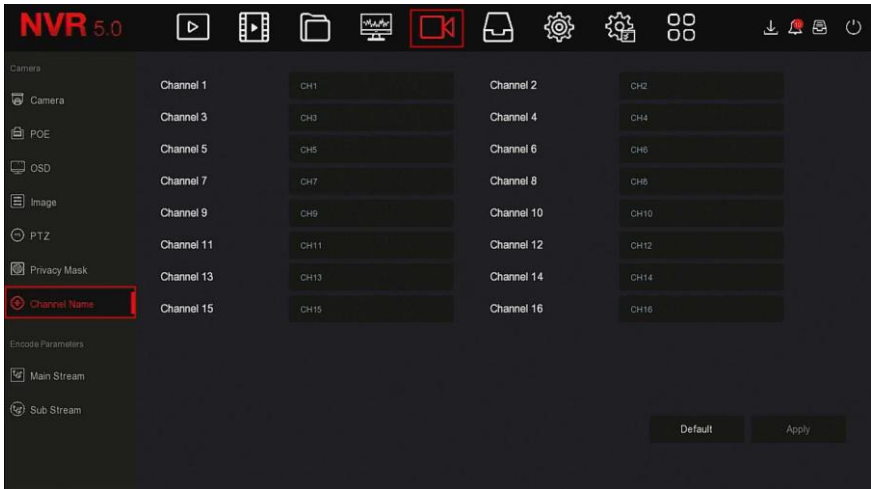 NVR 5.0
Camera
Camera
POE
OSD
Image
PTZ
Privacy Mask
Channel Name
Encode Parameters
Main Stream
Sub Stream
Channel 1 CH1 Channel 2 CH2
Channel 3 CH3 Channel 4 CH4
Channel 5 CH5 Channel 6 CH6
Channel 7 CH7 Channel 8 CH8
Channel 9 CH9 Channel 10 CH10
Channel 11 CH11 Channel 12 CH12
Channel 13 CH13 Channel 14 CH14
Channel 15 CH15 Channel 16 CH16
Default Apply